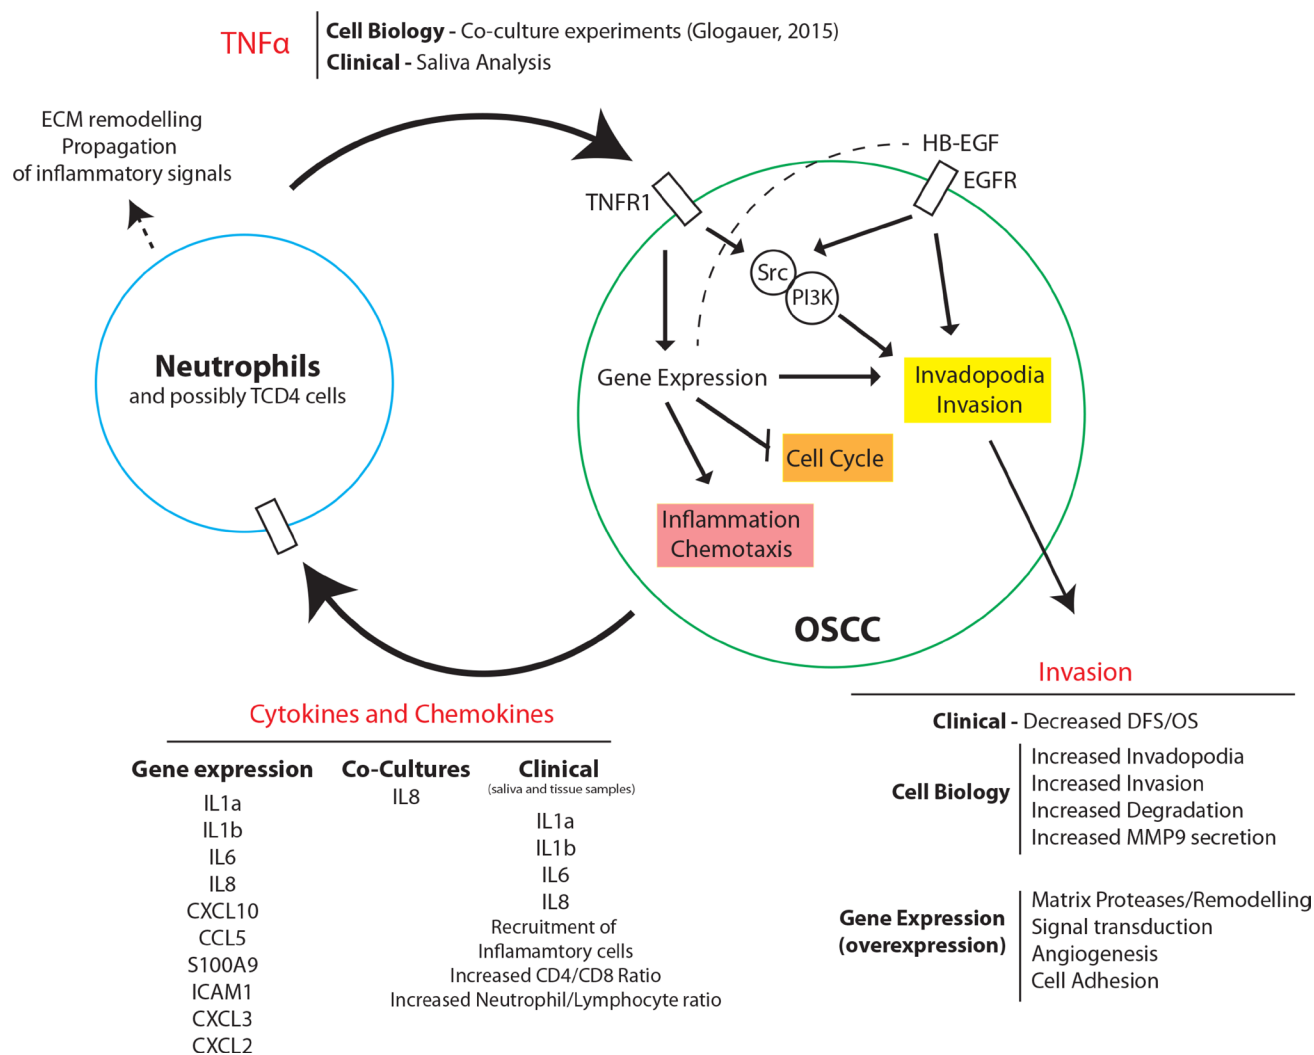 TNFα
Cell Biology - Co-culture experiments (Glogauer, 2015)
Clinical - Saliva Analysis
ECM remodelling
Propagation
of inflammatory signals
HB-EGF
EGFR
TNFR1
Src
PI3K
Neutrophils
and possibly TCD4 cells
Gene Expression
Invadopodia
Invasion
Cell Cycle
Inflammation
Chemotaxis
OSCC
Cytokines and Chemokines
Gene expression
IL1a
IL1b
IL6
IL8
CXCL10
CCL5
S100A9
ICAM1
CXCL3
CXCL2
Co-Cultures
IL8
Clinical
(saliva and tissue samples)
IL1a
IL1b
IL6
IL8
Recruitment of
Inflamamtory cells
Increased CD4/CD8 Ratio
Increased Neutrophil/Lymphocyte ratio
Invasion
Clinical - Decreased DFS/OS
Cell Biology
Increased Invadopodia
Increased Invasion
Increased Degradation
Increased MMP9 secretion
Gene Expression
(overexpression)
Matrix Proteases/Remodelling
Signal transduction
Angiogenesis
Cell Adhesion